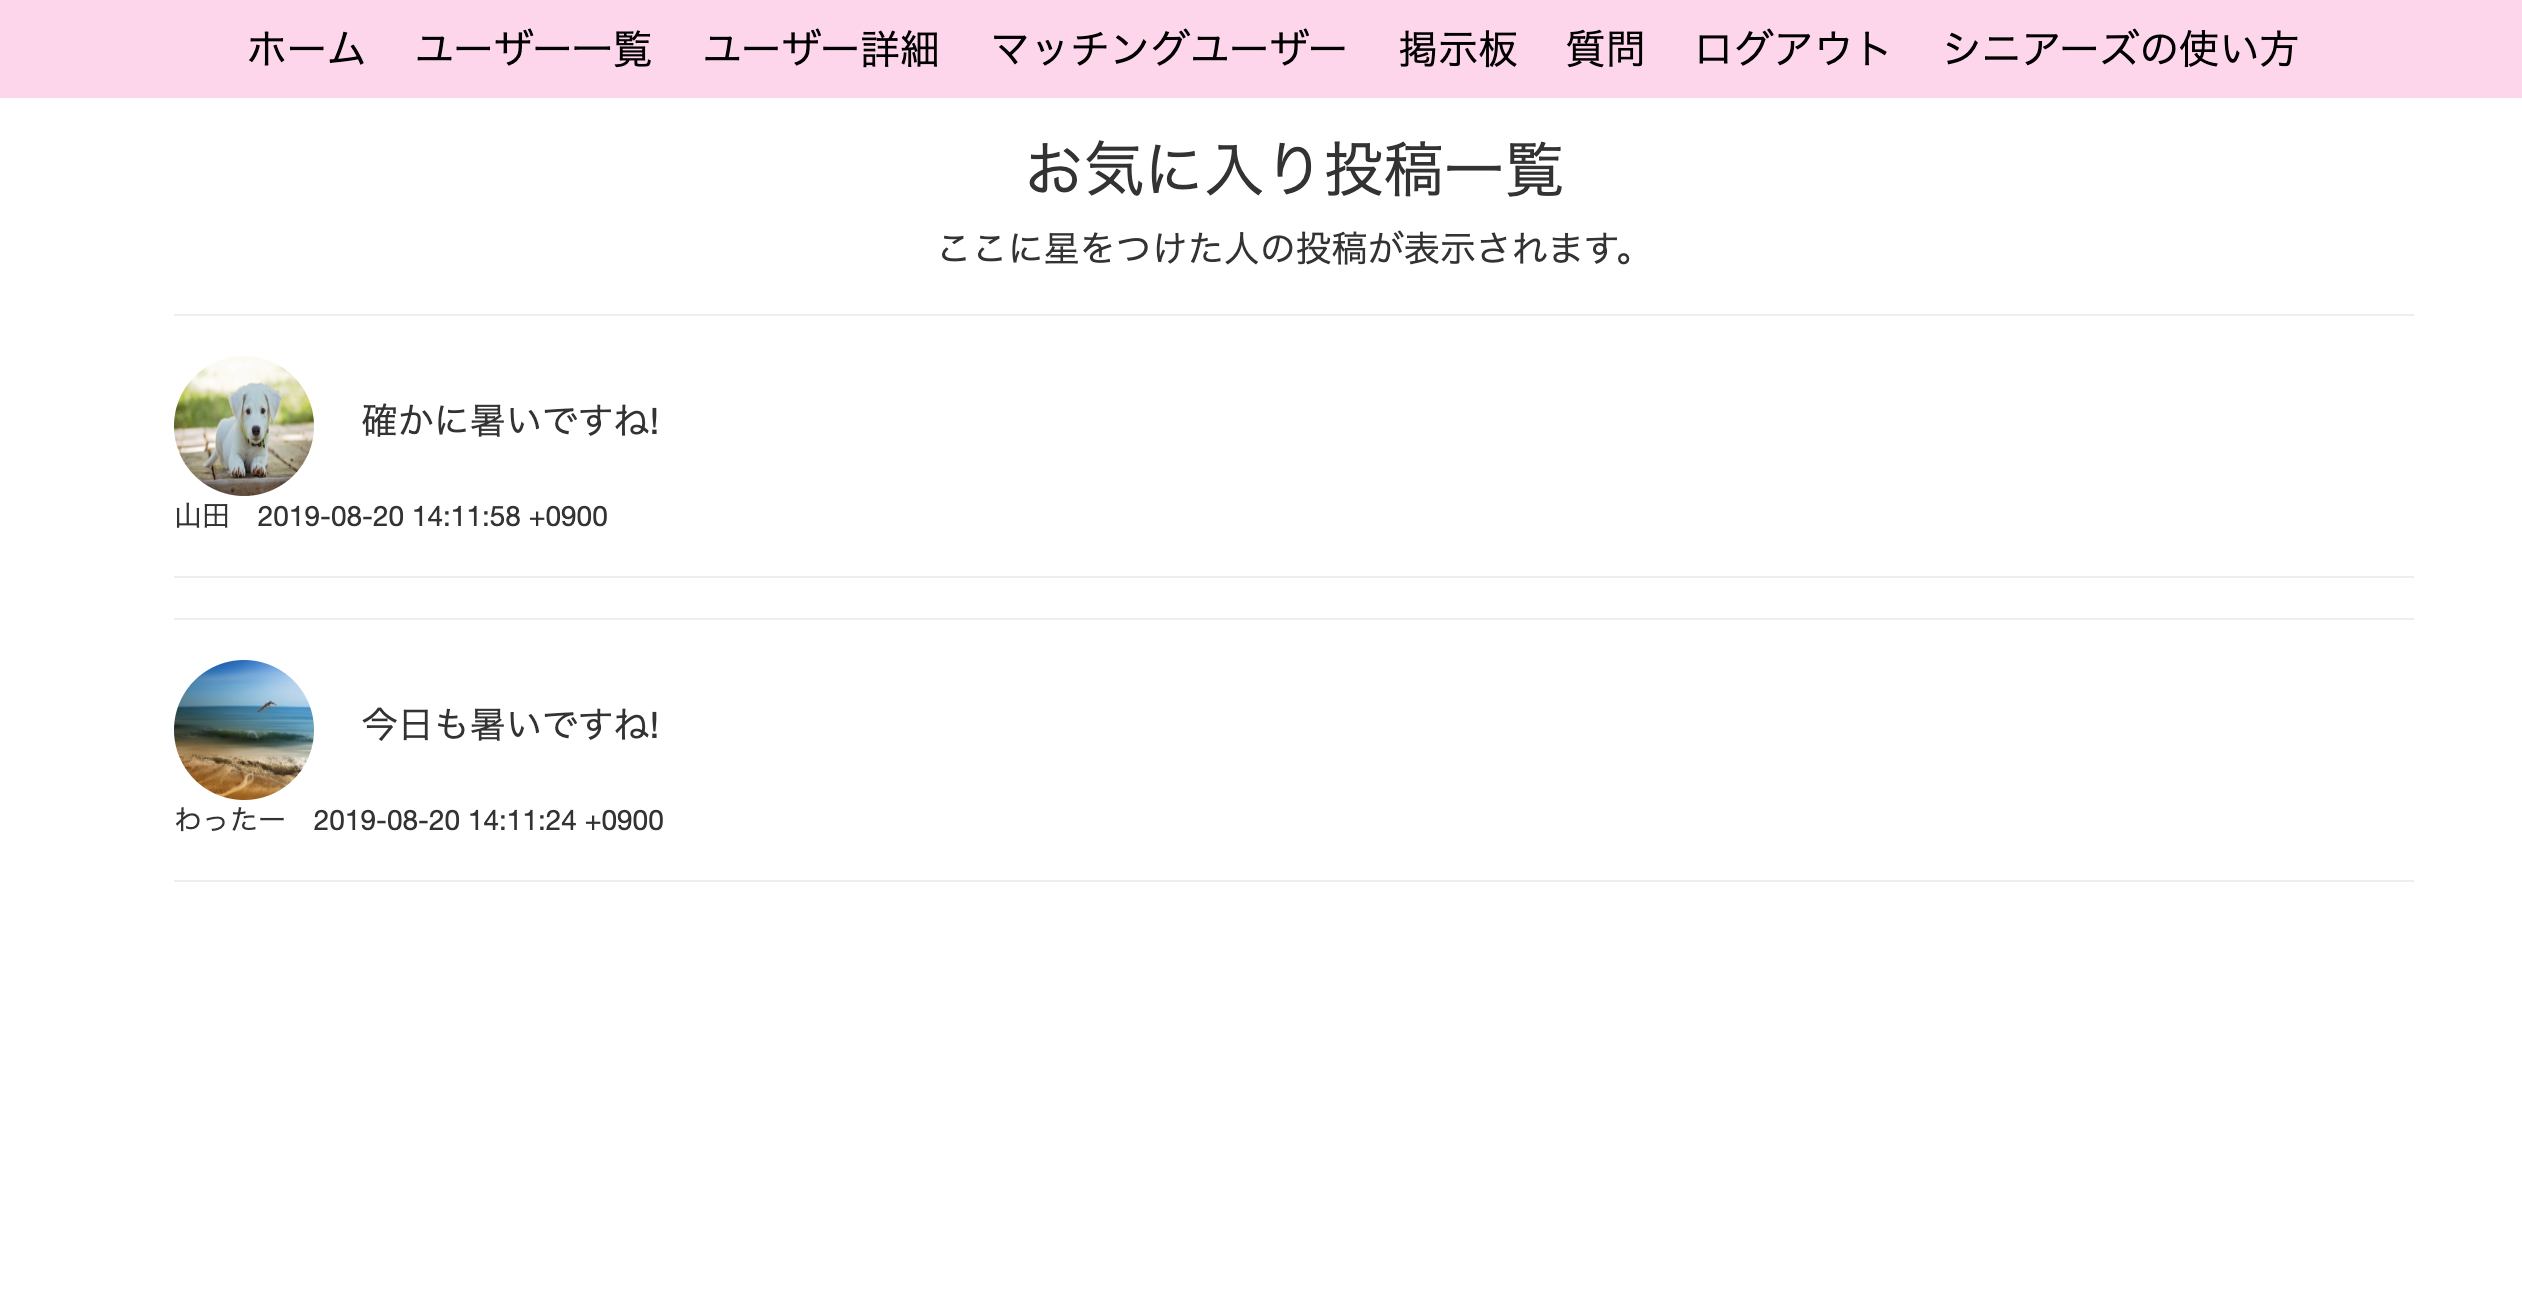 ホーム ユーザー一覧 ユーザー詳細 マッチングユーザー 掲示板 質問 ログアウト シニアーズの使い方
お気に入り投稿一覧
ここに星をつけた人の投稿が表示されます。
確かに暑いですね!
山田　2019-08-20 14:11:58 +0900
今日も暑いですね!
わったー　2019-08-20 14:11:24 +0900